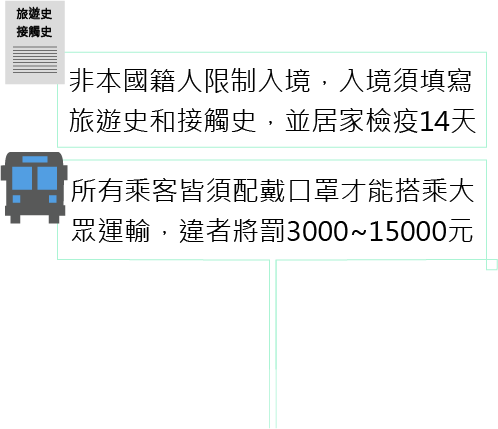 旅遊史
接觸史
非本國籍人限制入境，入境須填寫
旅遊史和接觸史，並居家檢疫14天
所有乘客皆須配戴口罩才能搭乘大
眾運輸，違者將罰3000~15000元